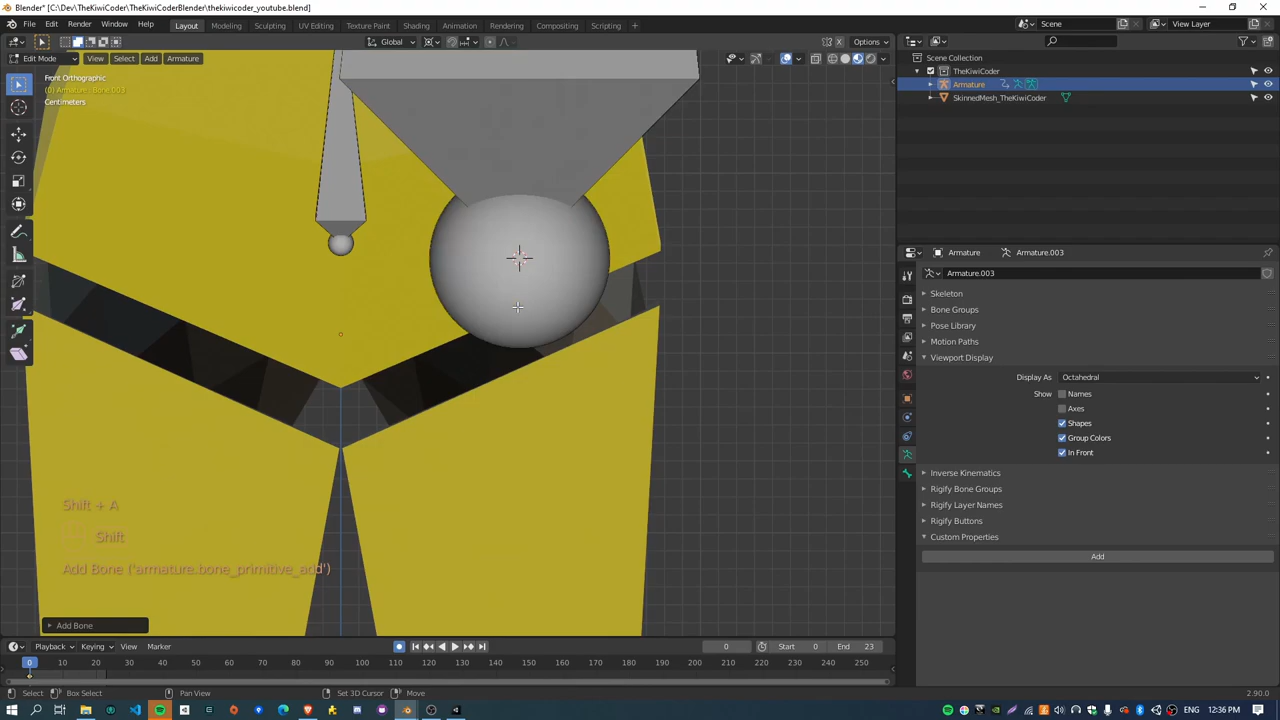 Blender* [C:\Dev\TheKiwiCoder\TheKiwiCoderBlender\thekiwicoder_youtube.blend]
File Edit Render Window Help Layout Modeling Sculpting UV Editing Texture Paint Shading Animation Rendering Compositing Scripting + Scene View Layer
Global Options
Edit Mode View Select Add Armature
Front Orthographic
(0) Armature : Bone.003
Centimeters
Scene Collection
TheKiwiCoder
Armature
SkinnedMesh_TheKiwiCoder
Armature Armature.003
Armature.003
Skeleton
Bone Groups
Pose Library
Motion Paths
Viewport Display
Display As Octahedral
Show Names
Axes
Shapes
Group Colors
In Front
Inverse Kinematics
Rigify Bone Groups
Rigify Layer Names
Rigify Buttons
Custom Properties
Add
Shift + A
Shift
Add Bone ('armature.bone_primitive_add')
Add Bone
Playback Keying View Marker 0 Start 0 End 23
0 10 20 30 40 50 60 70 80 90 100 110 120 130 140 150 160 170 180 190 200 210 220 230 240 250
Select Box Select Pan View Set 3D Cursor Move 2.90.0
ENG 12:36 PM